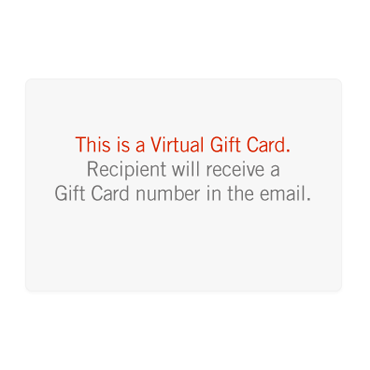 This is a Virtual Gift Card.
Recipient will receive a
Gift Card number in the email.